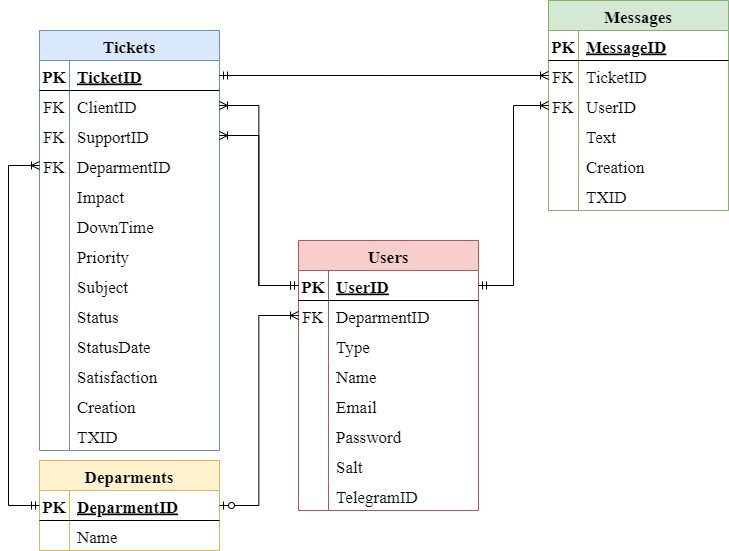 Tickets
PK TicketID
FK ClientID
FK SupportID
FK DeparmentID
Impact
DownTime
Priority
Subject
Status
StatusDate
Satisfaction
Creation
TXID
Messages
PK MessageID
FK TicketID
FK UserID
Text
Creation
TXID
Users
PK UserID
FK DeparmentID
Type
Name
Email
Password
Salt
TelegramID
Deparments
PK DeparmentID
Name